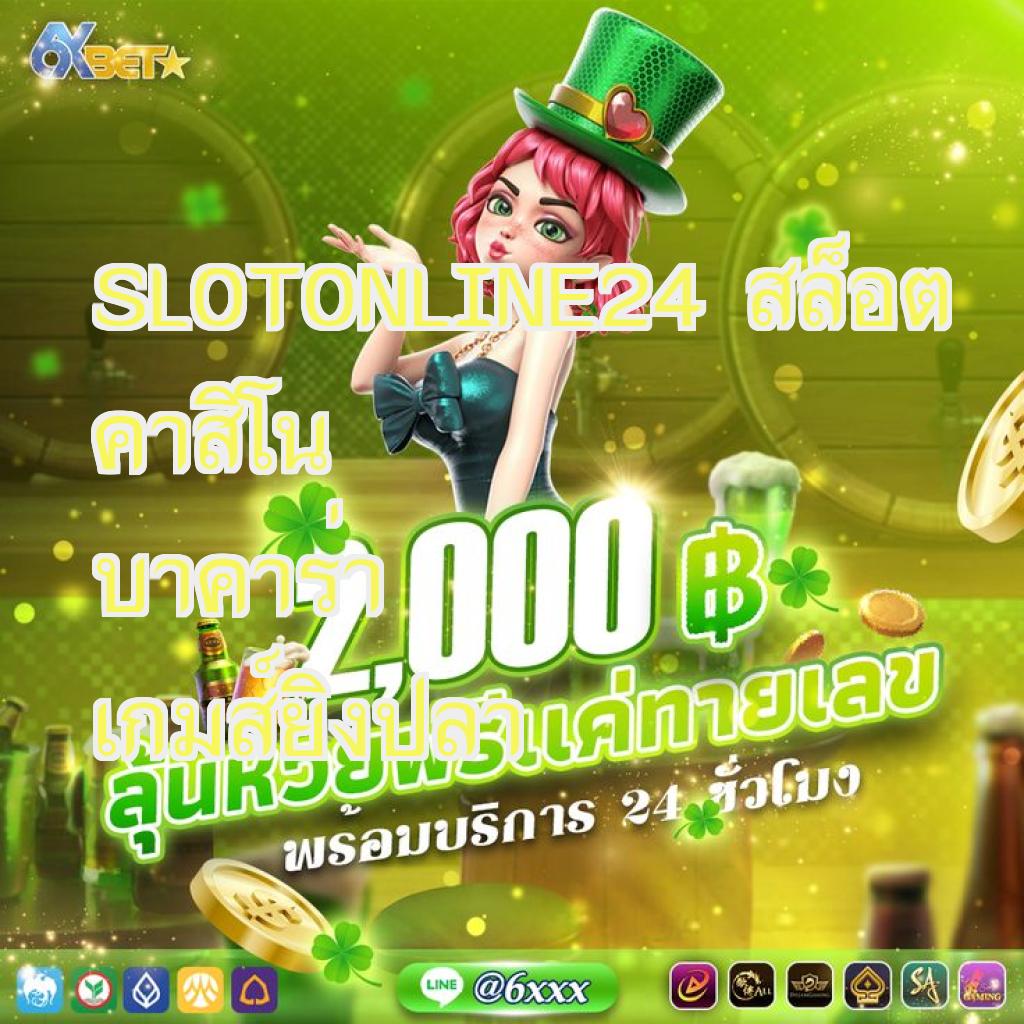 6XBET
SLOTONLINE24 สล็อต
คาสิโน
บาคาร่า
เกมส์ยิงปลา
2,000 ฿
ลุ้นหวยฟรีแค่ทายเลข
พร้อมบริการ 24 ชั่วโมง
LINE @6xxx
ALL
SA
GAMING